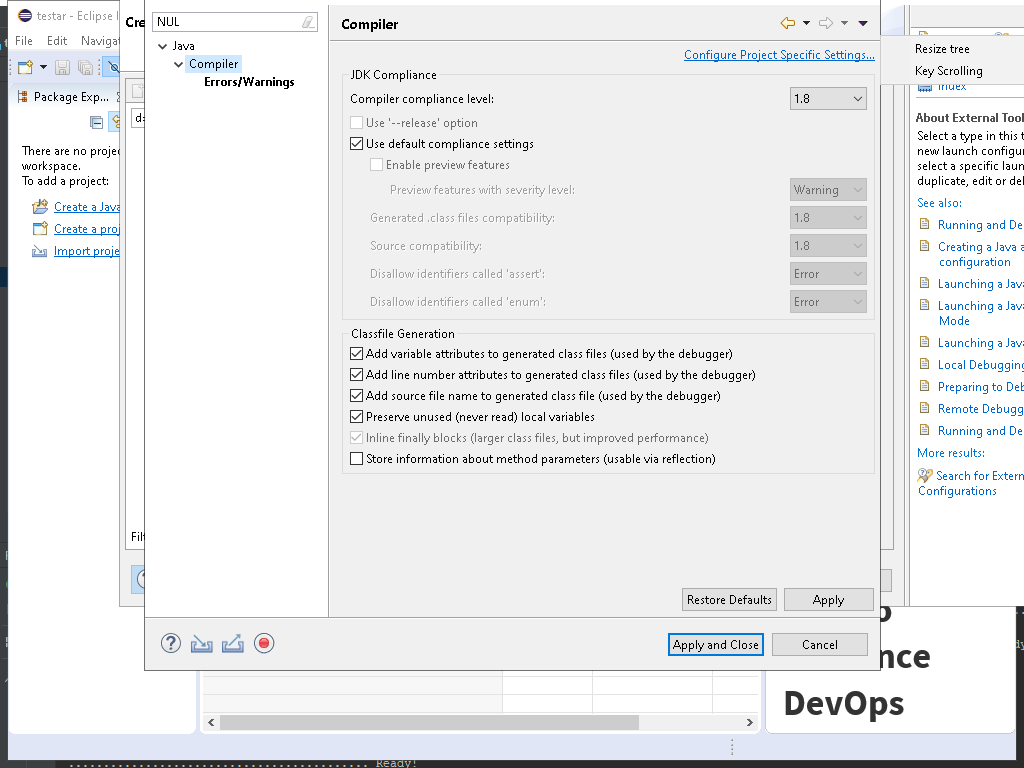 testar - Eclipse
File Edit Navigat
Package Exp...
There are no proje
workspace.
To add a project:
Create a Java
Create a proj
Import proje
Cre
Filt
NUL
Java
Compiler
Errors/Warnings
Compiler
Configure Project Specific Settings...
JDK Compliance
Compiler compliance level: 1.8
Use '--release' option
Use default compliance settings
Enable preview features
Preview features with severity level: Warning
Generated .class files compatibility: 1.8
Source compatibility: 1.8
Disallow identifiers called 'assert': Error
Disallow identifiers called 'enum': Error
Classfile Generation
Add variable attributes to generated class files (used by the debugger)
Add line number attributes to generated class files (used by the debugger)
Add source file name to generated class file (used by the debugger)
Preserve unused (never read) local variables
Inline finally blocks (larger class files, but improved performance)
Store information about method parameters (usable via reflection)
Restore Defaults Apply
Apply and Close Cancel
Resize tree
Key Scrolling
Index
About External Tool
Select a type in this t
new launch configur
select a specific laun
duplicate, edit or del
See also:
Running and De
Creating a Java a
configuration
Launching a Java
Launching a Java
Mode
Launching a Java
Local Debugging
Preparing to Deb
Remote Debugg
Running and De
More results:
Search for Extern
Configurations
nce
DevOps
Ready!